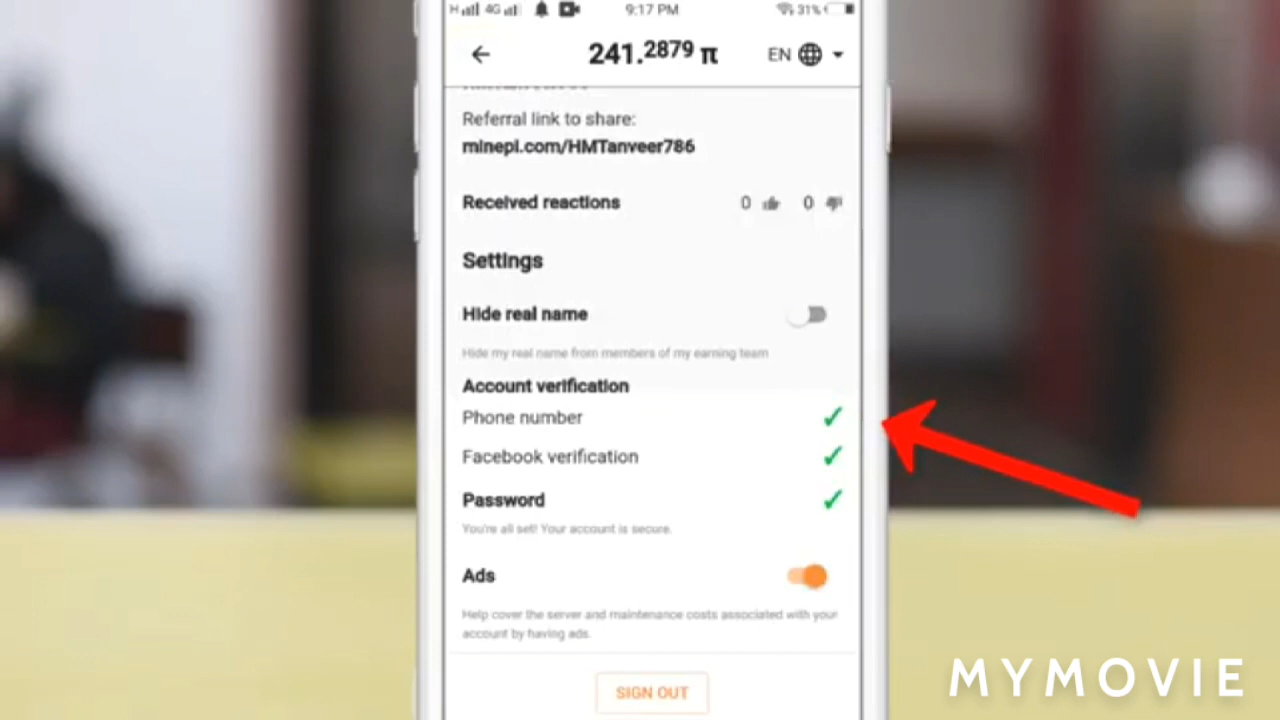 H 4G 9:17 PM 31%
241.2879 π EN
Referral link to share:
minepi.com/HMTanveer786
Received reactions 0 0
Settings
Hide real name
Hide my real name from members of my earning team
Account verification
Phone number
Facebook verification
Password
You're all set! Your account is secure.
Ads
Help cover the server and maintenance costs associated with your
account by having ads.
SIGN OUT
MYMOVIE